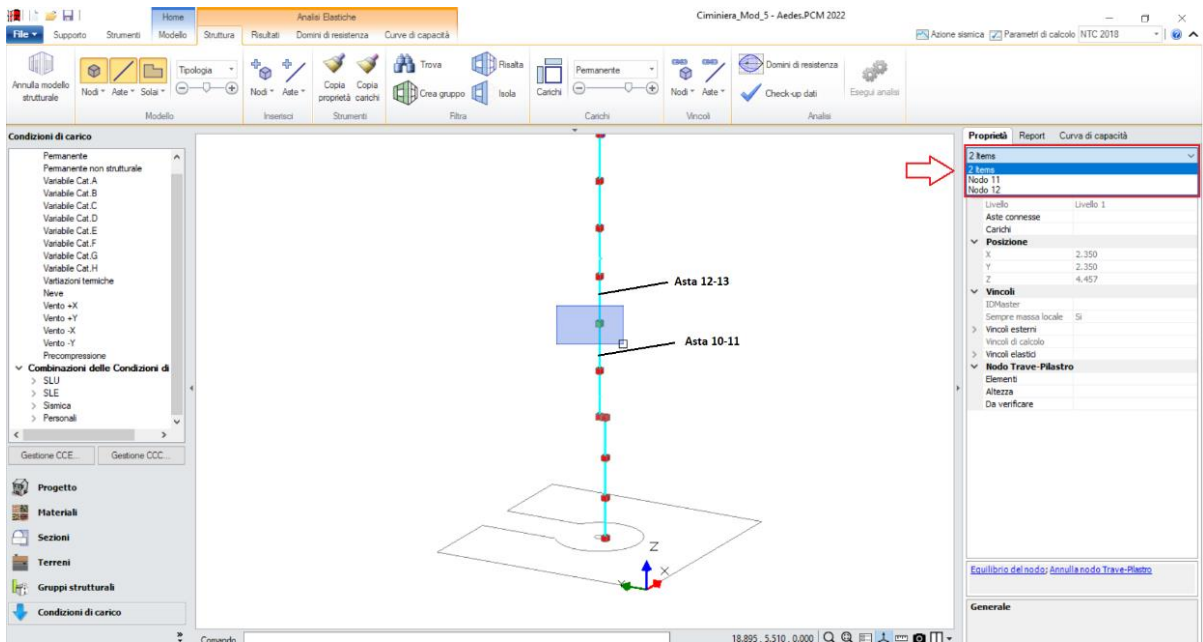 Home
Analisi Elastiche
Ciminiera_Mod_5 - Aedes.PCM 2022
File
Supporto
Strumenti
Modello
Struttura
Risultati
Domini di resistenza
Curve di capacità
Azione sismica
Parametri di calcolo
NTC 2018
Annulla modello strutturale
Nodi
Aste
Solai
Tipologia
Nodi
Aste
Copia proprietà
Copia carichi
Trova
Crea gruppo
Risalta
Isola
Carichi
Permanente
Nodi
Aste
Domini di resistenza
Check-up dati
Esegui analisi
Modello
Inserisci
Strumenti
Filtra
Carichi
Vincoli
Analisi
Condizioni di carico
Permanente
Permanente non strutturale
Variabile Cat.A
Variabile Cat.B
Variabile Cat.C
Variabile Cat.D
Variabile Cat.E
Variabile Cat.F
Variabile Cat.G
Variabile Cat.H
Vartiazioni termiche
Neve
Vento +X
Vento +Y
Vento -X
Vento -Y
Precompressione
Combinazioni delle Condizioni di
SLU
SLE
Sismica
Personali
Gestione CCE...
Gestione CCC...
Progetto
Materiali
Sezioni
Terreni
Gruppi strutturali
Condizioni di carico
Asta 12-13
Asta 10-11
Z
X
Y
Comando
18.895 , 5.510 , 0.000
Proprietà
Report
Curva di capacità
2 Items
2 Items
Nodo 11
Nodo 12
Livello Livello 1
Aste connesse
Carichi
Posizione
X 2.350
Y 2.350
Z 4.457
Vincoli
IDMaster
Sempre massa locale Si
Vincoli esterni
Vincoli di calcolo
Vincoli elastici
Nodo Trave-Pilastro
Elementi
Altezza
Da verificare
Equilibrio del nodo; Annulla nodo Trave-Pilastro
Generale